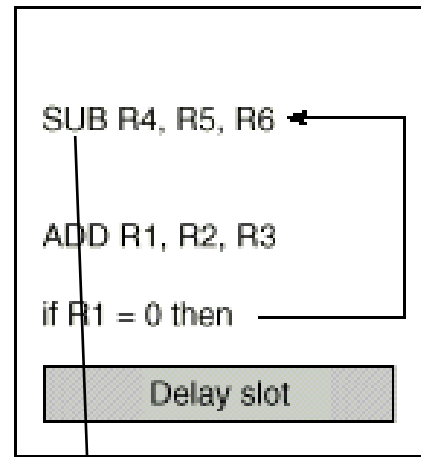 SUB R4, R5, R6
ADD R1, R2, R3
if R1 = 0 then
Delay slot